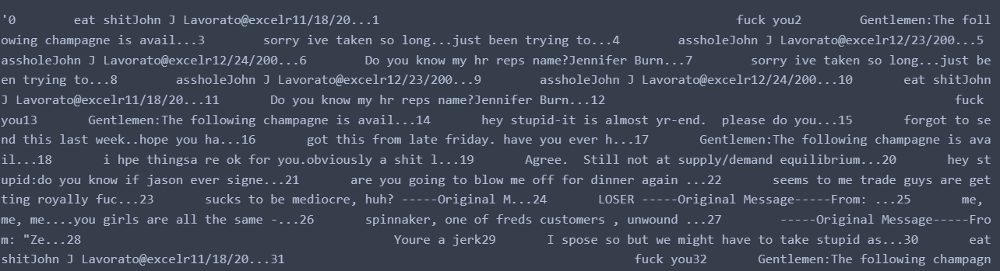 '0        eat shitJohn J Lavorato@excelr11/18/20...1                                                 fuck you2        Gentlemen:The foll
owing champagne is avail...3        sorry ive taken so long...just been trying to...4        assholeJohn J Lavorato@excelr12/23/200...5
assholeJohn J Lavorato@excelr12/24/200...6        Do you know my hr reps name?Jennifer Burn...7        sorry ive taken so long...just be
en trying to...8        assholeJohn J Lavorato@excelr12/23/200...9        assholeJohn J Lavorato@excelr12/24/200...10       eat shitJohn
J Lavorato@excelr11/18/20...11       Do you know my hr reps name?Jennifer Burn...12                                                fuck
you13       Gentlemen:The following champagne is avail...14       hey stupid-it is almost yr-end.  please do you...15       forgot to se
nd this last week..hope you ha...16       got this from late friday. have you ever h...17       Gentlemen:The following champagne is ava
il...18       i hpe thingsa re ok for you.obviously a shit l...19       Agree.  Still not at supply/demand equilibrium...20       hey st
upid:do you know if jason ever signe...21       are you going to blow me off for dinner again ...22       seems to me trade guys are get
ting royally fuc...23       sucks to be mediocre, huh? -----Original M...24       LOSER -----Original Message-----From: ...25       me,
me, me....you girls are all the same -...26       spinnaker, one of freds customers , unwound ...27        -----Original Message-----Fro
m: "Ze...28                                           Youre a jerk29       I spose so but we might have to take stupid as...30       eat
shitJohn J Lavorato@excelr11/18/20...31                                                fuck you32       Gentlemen:The following champagn